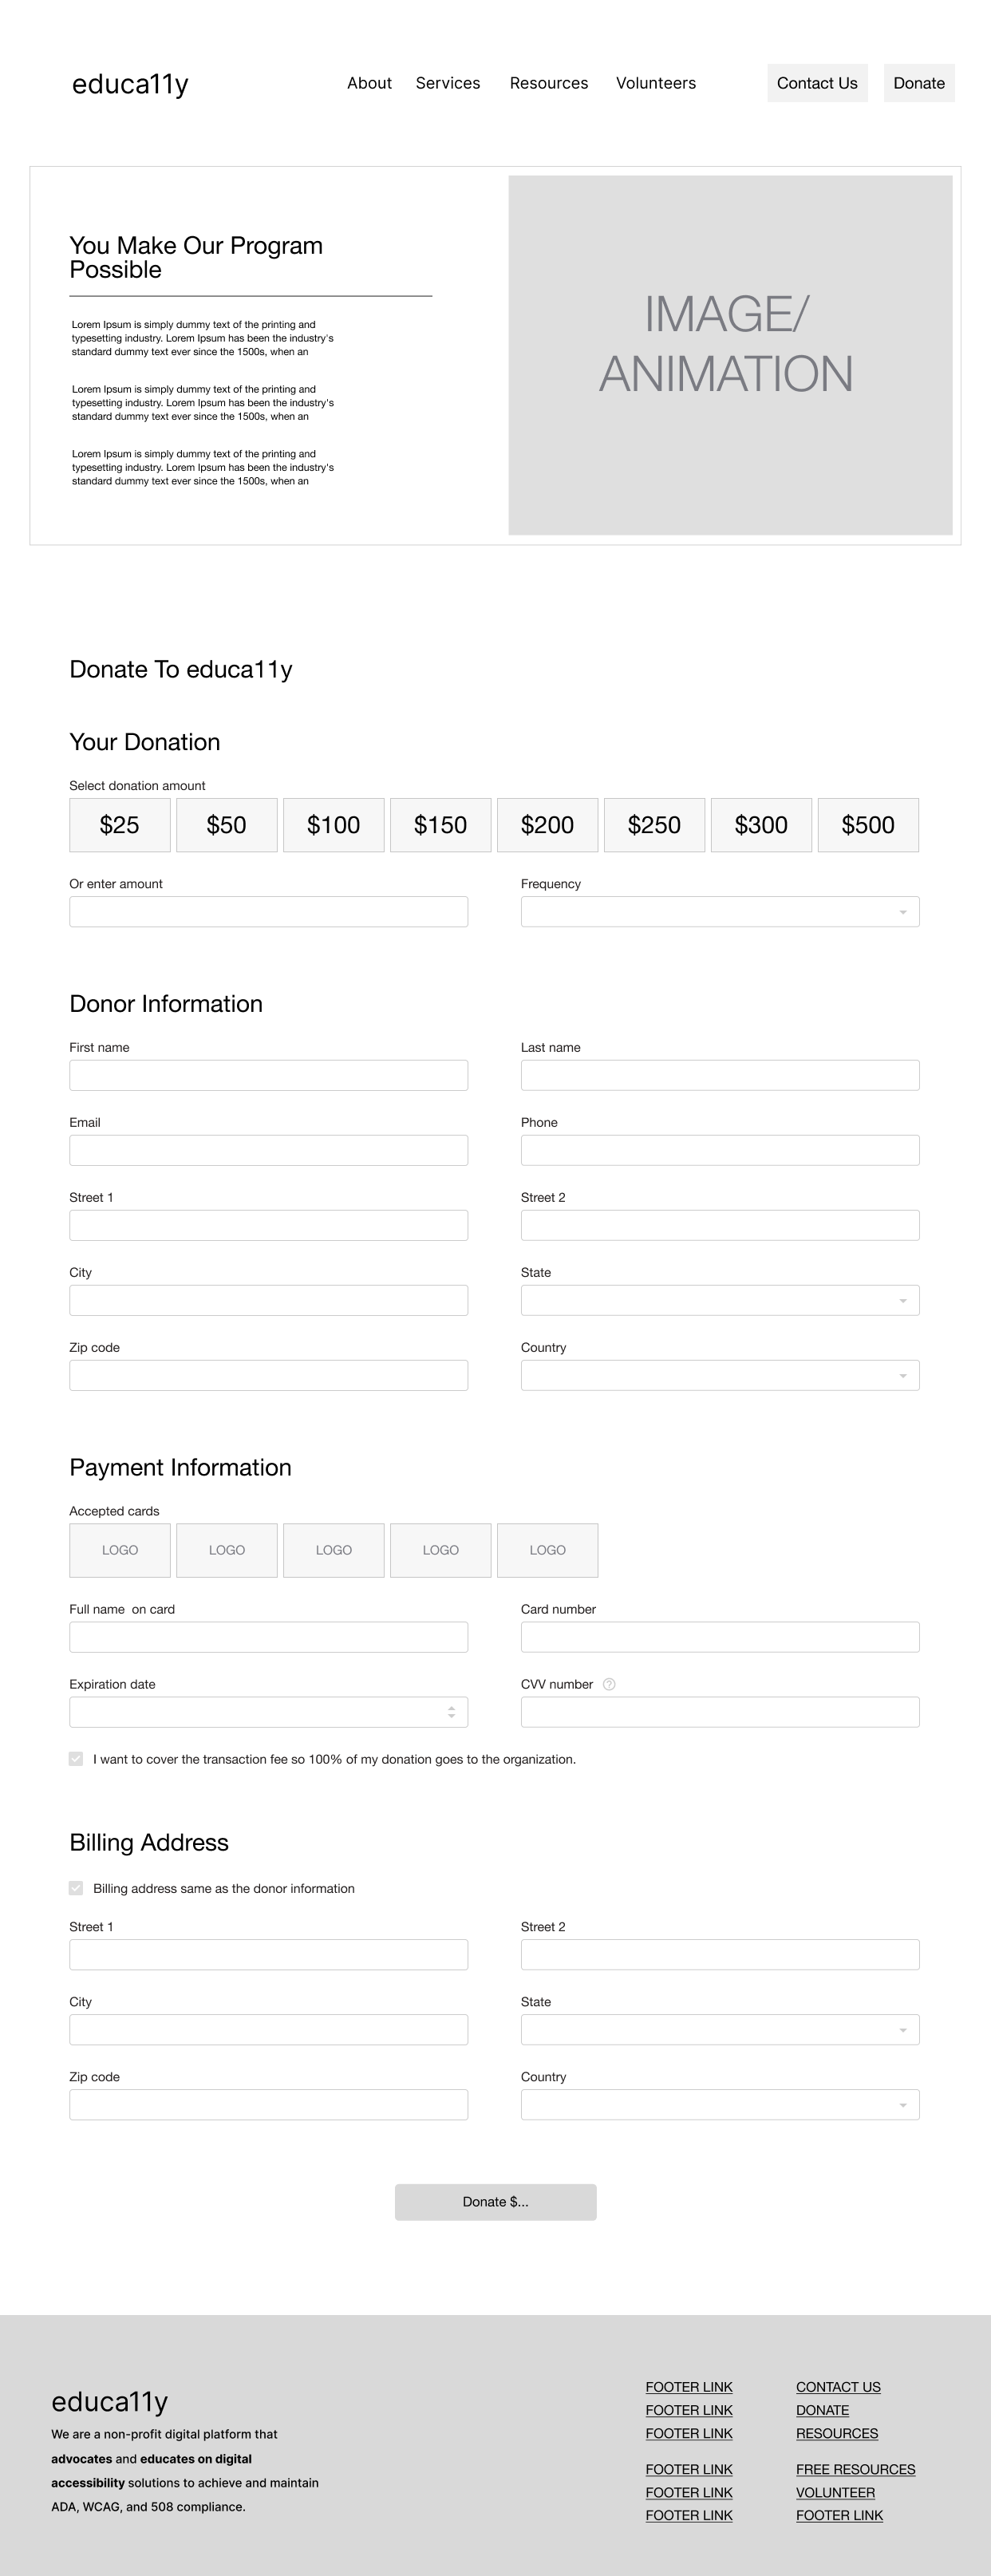 educa11y
About Services Resources Volunteers Contact Us Donate
You Make Our Program
Possible
Lorem Ipsum is simply dummy text of the printing and
typesetting industry. Lorem Ipsum has been the industry's
standard dummy text ever since the 1500s, when an
Lorem Ipsum is simply dummy text of the printing and
typesetting industry. Lorem Ipsum has been the industry's
standard dummy text ever since the 1500s, when an
Lorem Ipsum is simply dummy text of the printing and
typesetting industry. Lorem Ipsum has been the industry's
standard dummy text ever since the 1500s, when an
IMAGE/
ANIMATION
Donate To educa11y
Your Donation
Select donation amount
$25 $50 $100 $150 $200 $250 $300 $500
Or enter amount Frequency
Donor Information
First name Last name
Email Phone
Street 1 Street 2
City State
Zip code Country
Payment Information
Accepted cards
LOGO LOGO LOGO LOGO LOGO
Full name on card Card number
Expiration date CVV number ?
I want to cover the transaction fee so 100% of my donation goes to the organization.
Billing Address
Billing address same as the donor information
Street 1 Street 2
City State
Zip code Country
Donate $...
educa11y
We are a non-profit digital platform that
advocates and educates on digital
accessibility solutions to achieve and maintain
ADA, WCAG, and 508 compliance.
FOOTER LINK
FOOTER LINK
FOOTER LINK
FOOTER LINK
FOOTER LINK
FOOTER LINK
CONTACT US
DONATE
RESOURCES
FREE RESOURCES
VOLUNTEER
FOOTER LINK